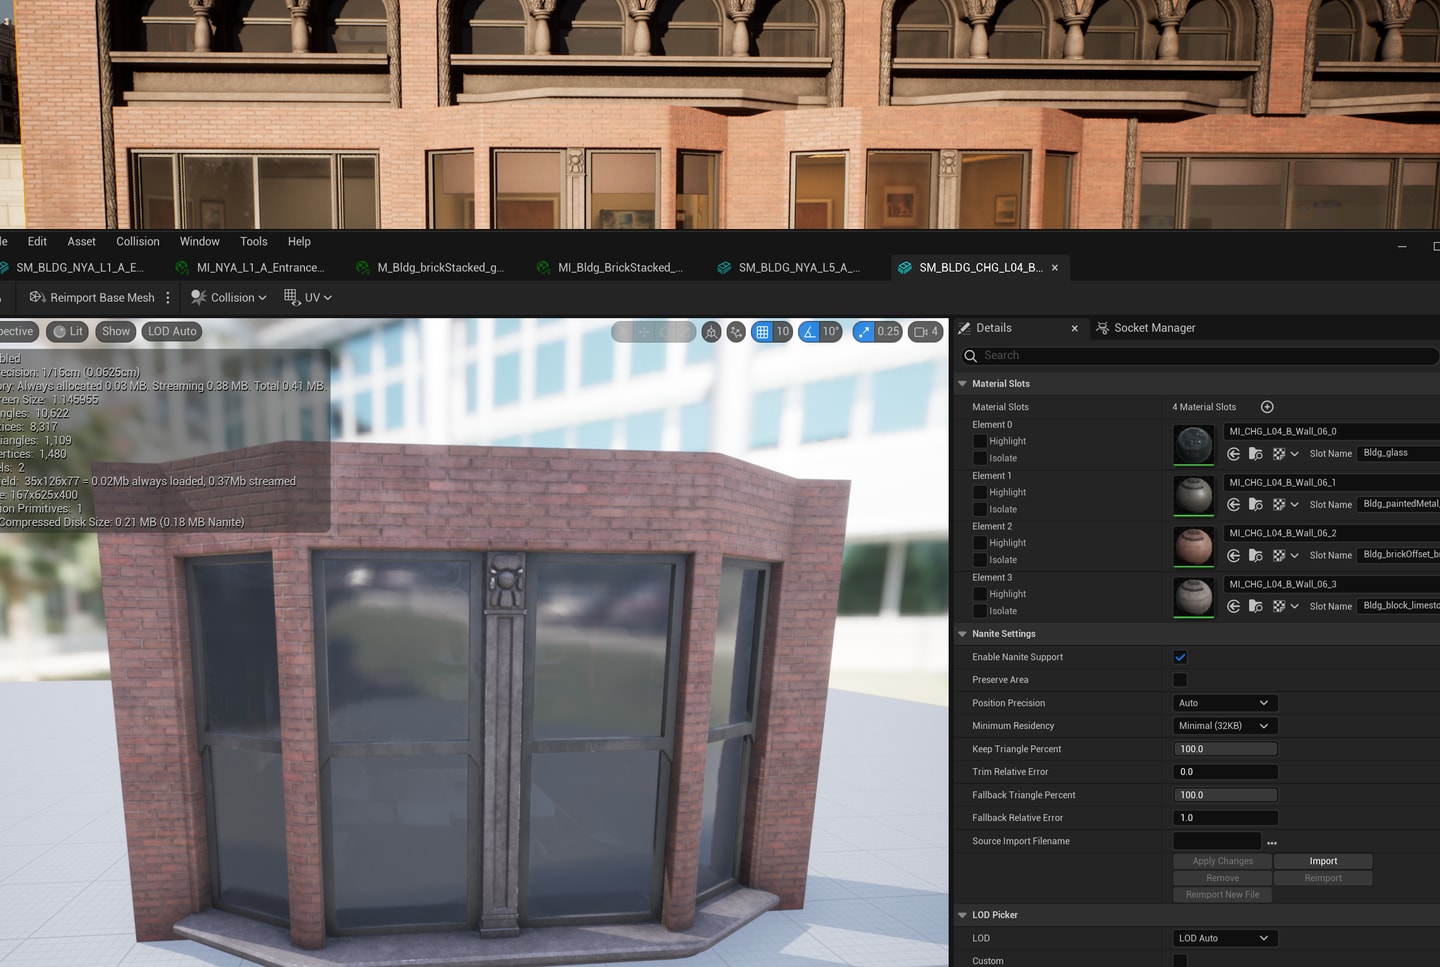 le Edit Asset Collision Window Tools Help
SM_BLDG_NYA_L1_A_E... MI_NYA_L1_A_Entrance... M_Bldg_brickStacked_g... MI_Bldg_BrickStacked_... SM_BLDG_NYA_L5_A_... SM_BLDG_CHG_L04_B...
Reimport Base Mesh Collision UV
pective Lit Show LOD Auto 10 10° 0.25 4
bled
ecision: 1/16cm (0.0625cm)
ory: Always allocated 0.03 MB. Streaming 0.38 MB. Total 0.41 MB.
reen Size: 1.145955
ngles: 10,622
tices: 8,317
iangles: 1,109
ertices: 1,480
els: 2
ield: 35x126x77 = 0.02Mb always loaded, 0.37Mb streamed
e: 167x625x400
ion Primitives: 1
Compressed Disk Size: 0.21 MB (0.18 MB Nanite)
Details Socket Manager
Search
Material Slots
Material Slots 4 Material Slots
Element 0 MI_CHG_L04_B_Wall_06_0
Highlight
Isolate Slot Name Bldg_glass
Element 1 MI_CHG_L04_B_Wall_06_1
Highlight
Isolate Slot Name Bldg_paintedMetal_
Element 2 MI_CHG_L04_B_Wall_06_2
Highlight
Isolate Slot Name Bldg_brickOffset_br
Element 3 MI_CHG_L04_B_Wall_06_3
Highlight
Isolate Slot Name Bldg_block_limesto
Nanite Settings
Enable Nanite Support
Preserve Area
Position Precision Auto
Minimum Residency Minimal (32KB)
Keep Triangle Percent 100.0
Trim Relative Error 0.0
Fallback Triangle Percent 100.0
Fallback Relative Error 1.0
Source Import Filename
Apply Changes Import
Remove Reimport
Reimport New File
LOD Picker
LOD LOD Auto
Custom